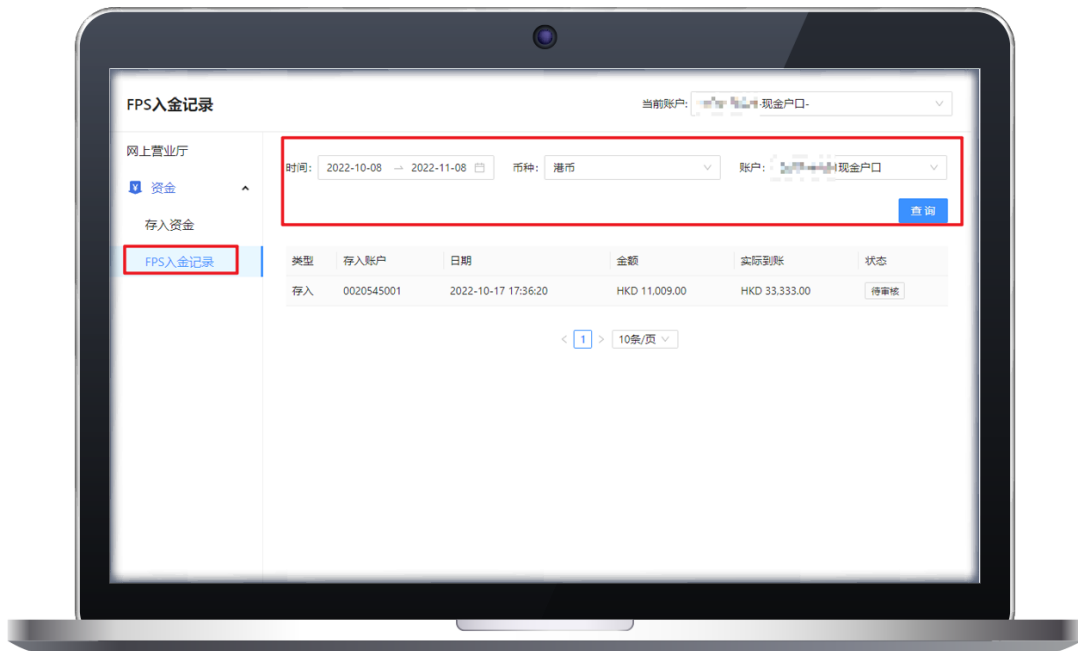 FPS入金记录
当前账户: -现金户口-
网上营业厅
资金
存入资金
FPS入金记录
时间: 2022-10-08 → 2022-11-08 币种: 港币 账户: 现金户口
查 询
类型 存入账户 日期 金额 实际到账 状态
存入 0020545001 2022-10-17 17:36:20 HKD 11,009.00 HKD 33,333.00 待审核
< 1 > 10条/页